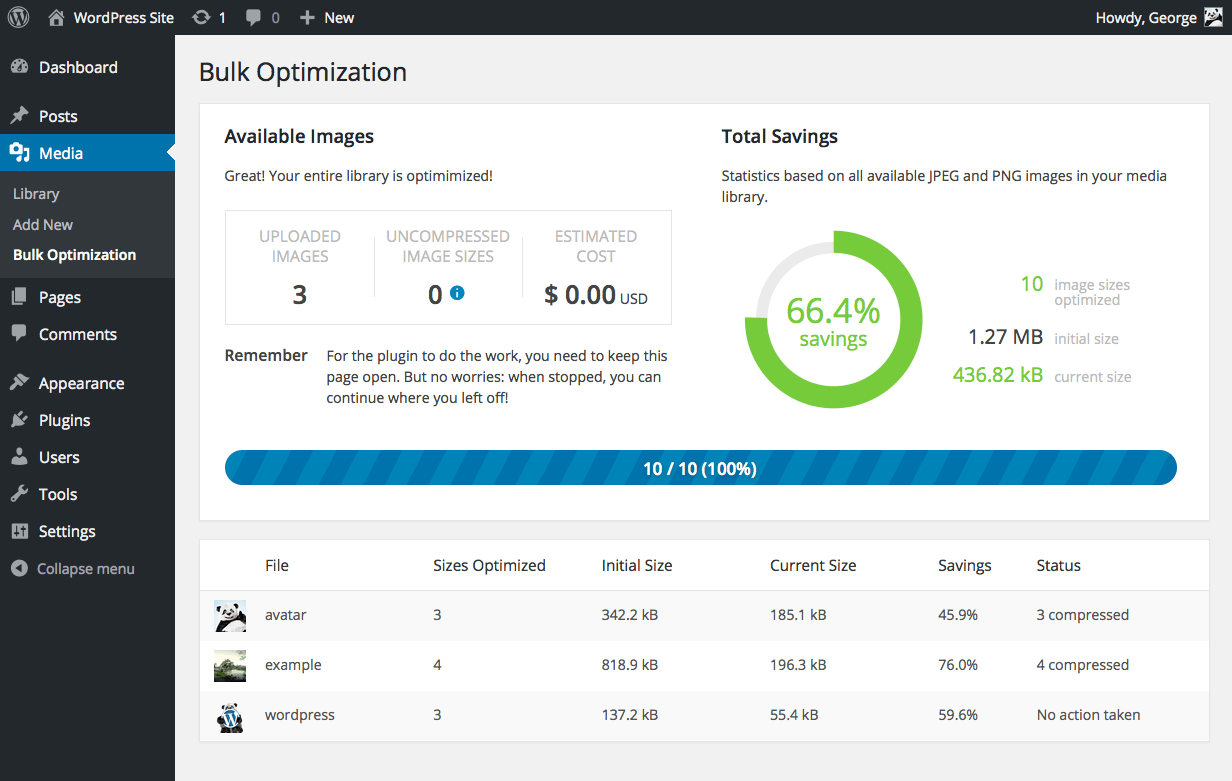 WordPress Site 1 0 New Howdy, George
Dashboard
Posts
Media
Library
Add New
Bulk Optimization
Pages
Comments
Appearance
Plugins
Users
Tools
Settings
Collapse menu
Bulk Optimization
Available Images
Great! Your entire library is optimimized!
UPLOADED
IMAGES
3
UNCOMPRESSED
IMAGE SIZES
0 i
ESTIMATED
COST
$ 0.00 USD
Remember
For the plugin to do the work, you need to keep this
page open. But no worries: when stopped, you can
continue where you left off!
Total Savings
Statistics based on all available JPEG and PNG images in your media
library.
66.4%
savings
10 image sizes
optimized
1.27 MB initial size
436.82 kB current size
10 / 10 (100%)
File Sizes Optimized Initial Size Current Size Savings Status
avatar 3 342.2 kB 185.1 kB 45.9% 3 compressed
example 4 818.9 kB 196.3 kB 76.0% 4 compressed
wordpress 3 137.2 kB 55.4 kB 59.6% No action taken